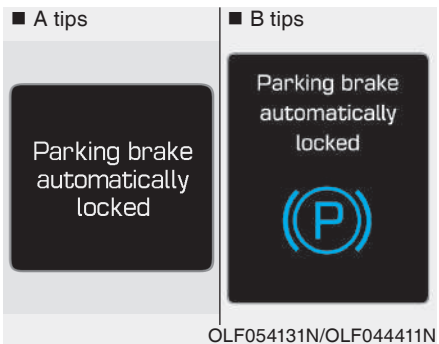 ■ A tips
Parking brake
automatically
locked
■ B tips
Parking brake
automatically
locked
P
OLF054131N/OLF044411N